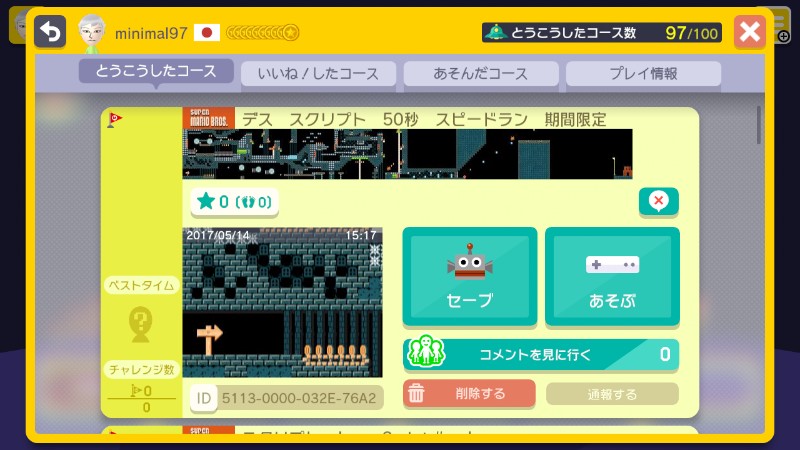 minimal97
とうこうしたコース数 97/100
とうこうしたコース
いいね!したコース
あそんだコース
プレイ情報
SUPER
MARIO BROS. デス スクリプト 50秒 スピードラン 期間限定
★0 (0)
2017/05/14 15:17
ベストタイム
?
セーブ
あそぶ
チャレンジ数
0
0
コメントを見に行く 0
ID 5113-0000-032E-76A2
削除する
通報する
SUPER